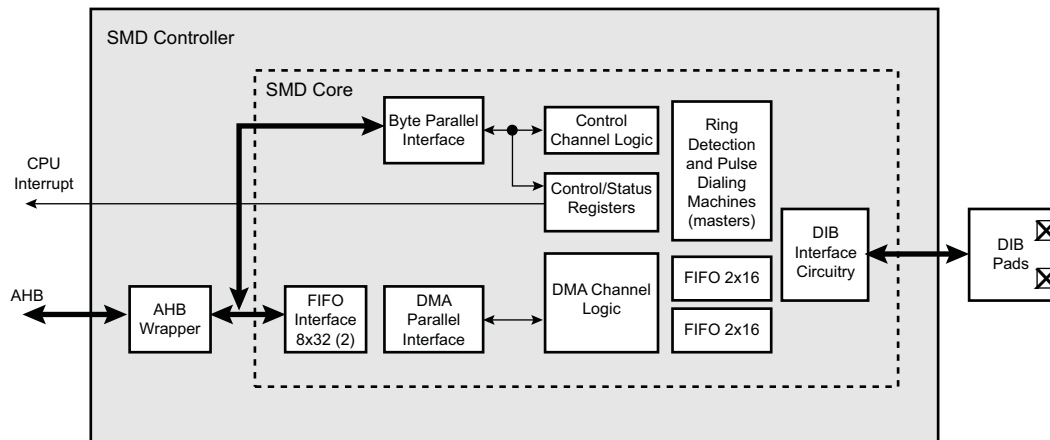 SMD Controller
SMD Core
Byte Parallel
Interface
Control
Channel Logic
Ring
Detection
and Pulse
Dialing
Machines
(masters)
CPU
Interrupt
Control/Status
Registers
DIB
Interface
Circuitry
DIB
Pads
AHB
AHB
Wrapper
FIFO
Interface
8x32 (2)
DMA
Parallel
Interface
DMA Channel
Logic
FIFO 2x16
FIFO 2x16